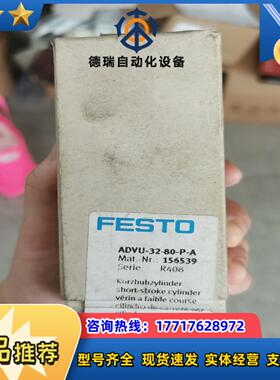 德瑞自动化设备
FESTO
ADVU-32-80-P-A
Mat. Nr.: 156539
Serie: R408
Kurzhubzylinder
short-stroke cylinder
vérin à faible course
咨询热线：17717628972
品推荐
型号齐全 现货速发 实体经营